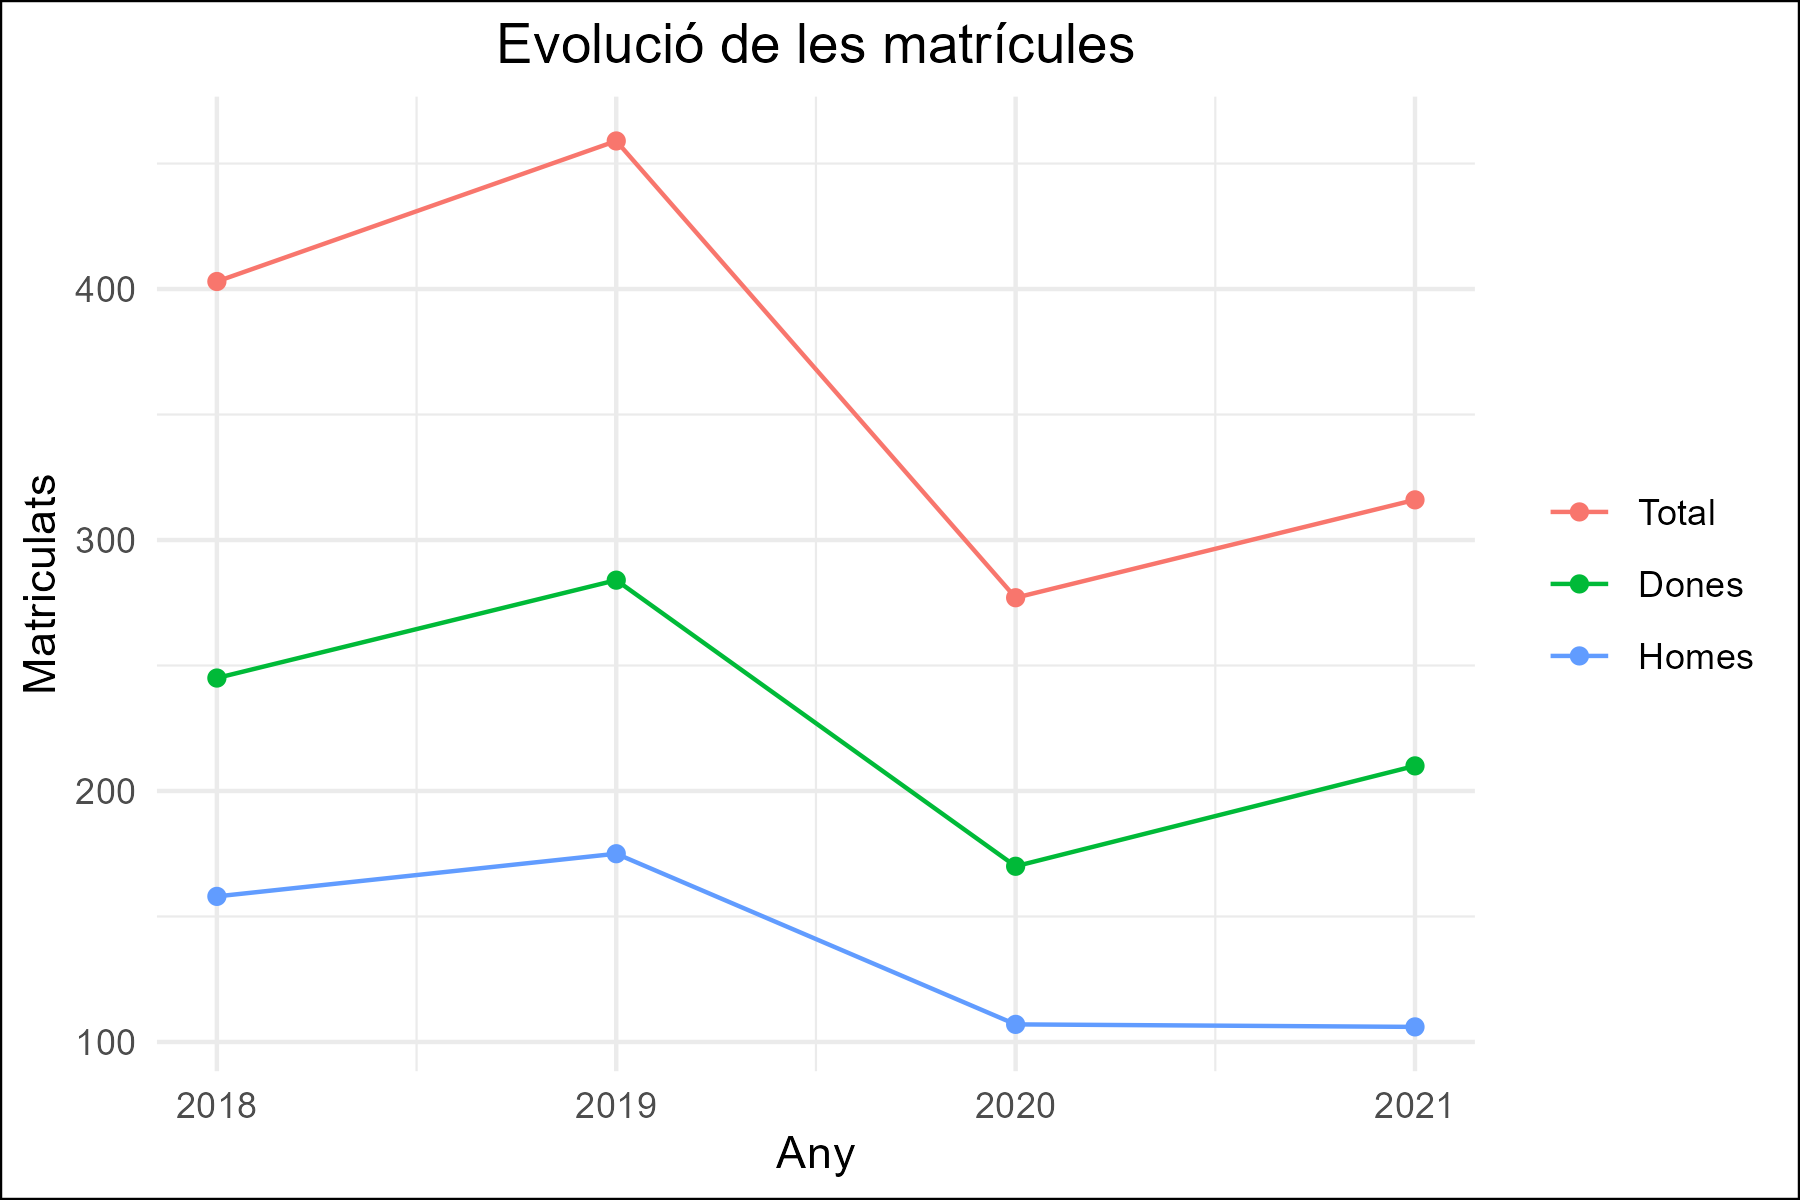 Evolució de les matrícules
Matriculats
400
300
200
100
2018
2019
2020
2021
Any
Total
Dones
Homes